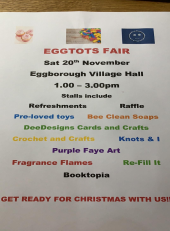 EGGTOTS FAIR
Sat 20th November
Eggborough Village Hall
1.00 – 3.00pm
Stalls include
Refreshments Raffle
Pre-loved toys Bee Clean Soaps
DeeDesigns Cards and Crafts
Crochet and Crafts Knots & I
Purple Faye Art
Fragrance Flames Re-Fill It
Booktopia
GET READY FOR CHRISTMAS WITH US!!